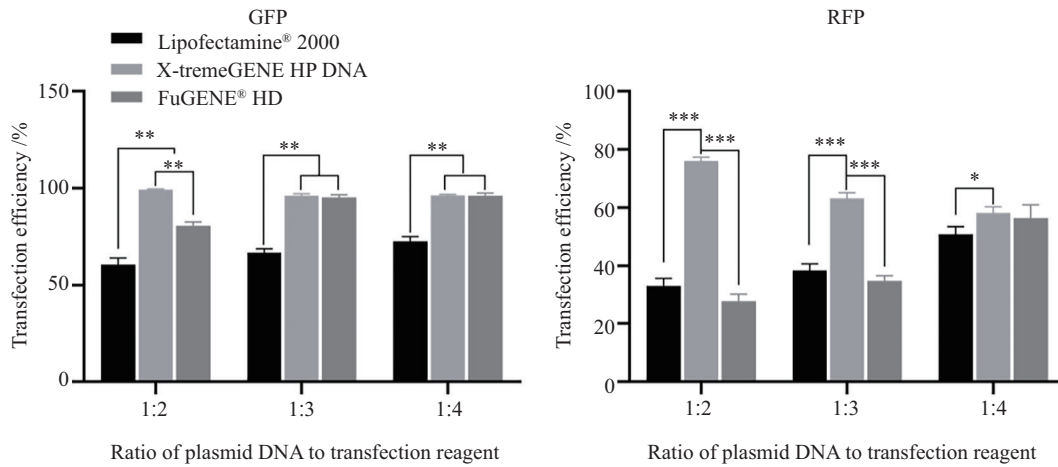 GFP
Lipofectamine® 2000
X-tremeGENE HP DNA
FuGENE® HD
Transfection efficiency /%
150
100
50
0
**
**
**
**
1:2
1:3
1:4
Ratio of plasmid DNA to transfection reagent
RFP
Transfection efficiency /%
100
80
60
40
20
0
***
***
***
***
*
1:2
1:3
1:4
Ratio of plasmid DNA to transfection reagent